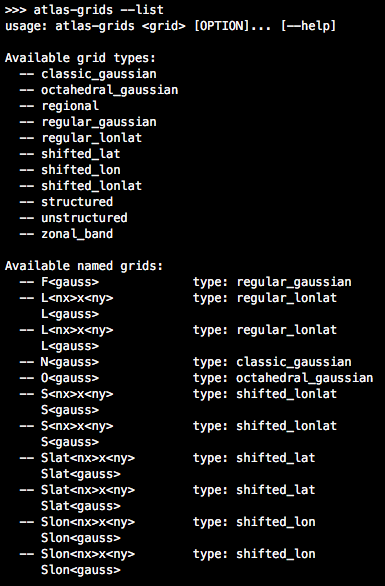 >>> atlas-grids --list
usage: atlas-grids <grid> [OPTION]... [--help]

Available grid types:
  -- classic_gaussian
  -- octahedral_gaussian
  -- regional
  -- regular_gaussian
  -- regular_lonlat
  -- shifted_lat
  -- shifted_lon
  -- shifted_lonlat
  -- structured
  -- unstructured
  -- zonal_band

Available named grids:
  -- F<gauss>             type: regular_gaussian
  -- L<nx>x<ny>           type: regular_lonlat
     L<gauss>
  -- L<nx>x<ny>           type: regular_lonlat
     L<gauss>
  -- N<gauss>             type: classic_gaussian
  -- O<gauss>             type: octahedral_gaussian
  -- S<nx>x<ny>           type: shifted_lonlat
     S<gauss>
  -- S<nx>x<ny>           type: shifted_lonlat
     S<gauss>
  -- Slat<nx>x<ny>        type: shifted_lat
     Slat<gauss>
  -- Slat<nx>x<ny>        type: shifted_lat
     Slat<gauss>
  -- Slon<nx>x<ny>        type: shifted_lon
     Slon<gauss>
  -- Slon<nx>x<ny>        type: shifted_lon
     Slon<gauss>